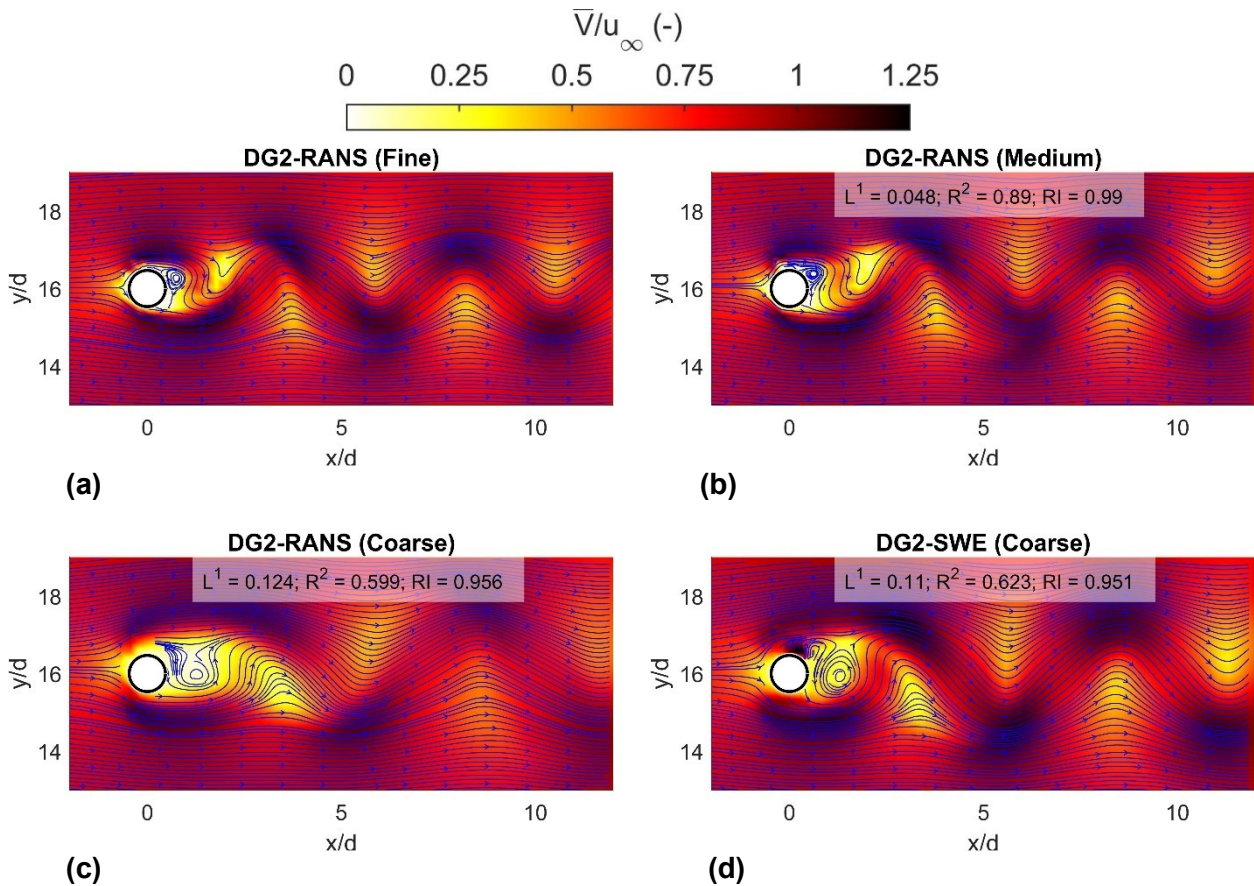 V̅/u∞ (-)
0 0.25 0.5 0.75 1 1.25
DG2-RANS (Fine)
18
16
14
y/d
0 5 10
x/d
(a)
DG2-RANS (Medium)
L¹ = 0.048; R² = 0.89; RI = 0.99
18
16
14
y/d
0 5 10
x/d
(b)
DG2-RANS (Coarse)
L¹ = 0.124; R² = 0.599; RI = 0.956
18
16
14
y/d
0 5 10
x/d
(c)
DG2-SWE (Coarse)
L¹ = 0.11; R² = 0.623; RI = 0.951
18
16
14
y/d
0 5 10
x/d
(d)